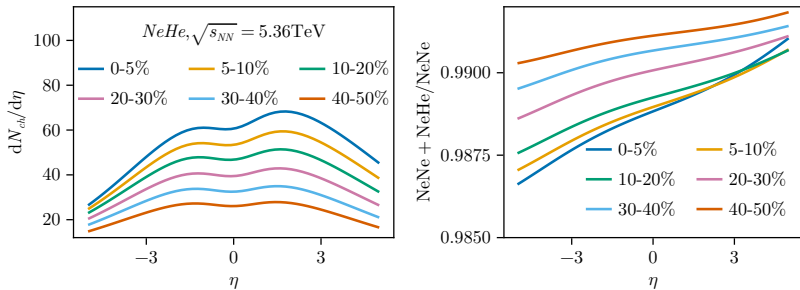 NeHe, √s_NN = 5.36TeV
0-5% 5-10% 10-20%
20-30% 30-40% 40-50%
dN_ch/dη
100
80
60
40
20
−3 0 3
η
NeNe + NeHe/NeNe
0.9900
0.9875
0.9850
0-5% 5-10%
10-20% 20-30%
30-40% 40-50%
−3 0 3
η